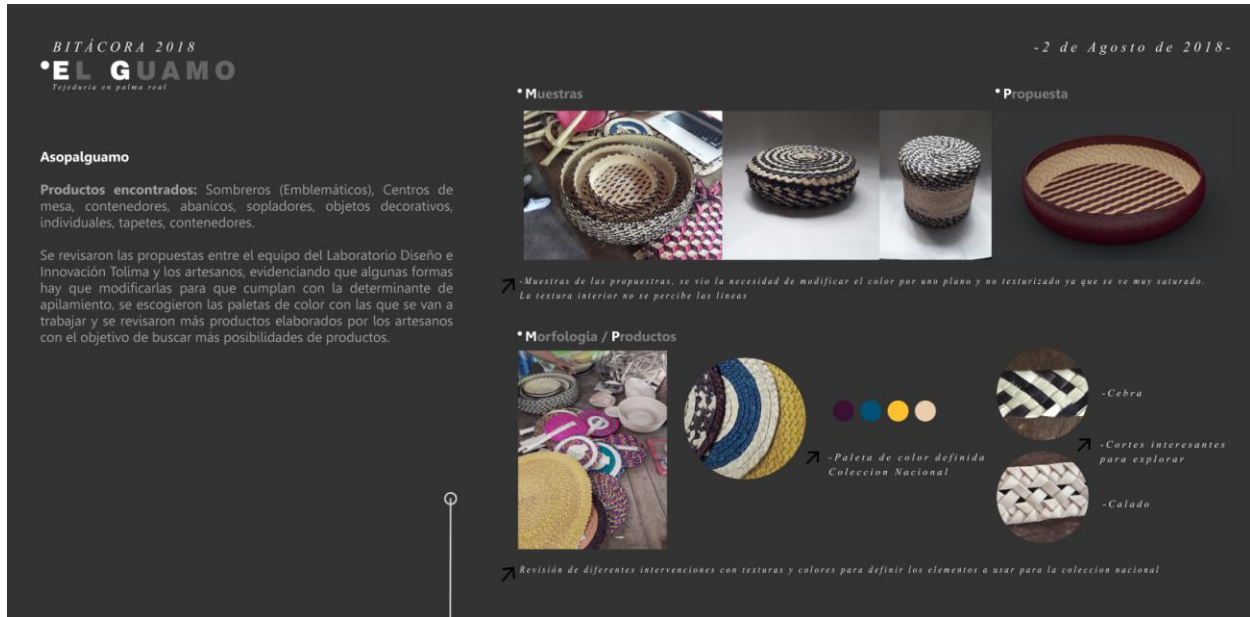 BITÁCORA 2018
EL GUAMO
Tejeduria en palma real
-2 de Agosto de 2018-
Asopalguamo
Productos encontrados: Sombreros (Emblemáticos), Centros de
mesa, contenedores, abanicos, sopladores, objetos decorativos,
individuales, tapetes, contenedores.
Se revisaron las propuestas entre el equipo del Laboratorio Diseño e
Innovación Tolima y los artesanos, evidenciando que algunas formas
hay que modificarlas para que cumplan con la determinante de
apilamiento, se escogieron las paletas de color con las que se van a
trabajar y se revisaron más productos elaborados por los artesanos
con el objetivo de buscar más posibilidades de productos.
Muestras
Propuesta
-Muestras de las propuestras, se vio la necesidad de modificar el color por uno plano y no texturizado ya que se ve muy saturado.
La textura interior no se percibe las lineas
Morfologia / Productos
-Paleta de color definida
Coleccion Nacional
-Cebra
-Cortes interesantes
para explorar
-Calado
Revisión de diferentes intervenciones con texturas y colores para definir los elementos a usar para la coleccion nacional